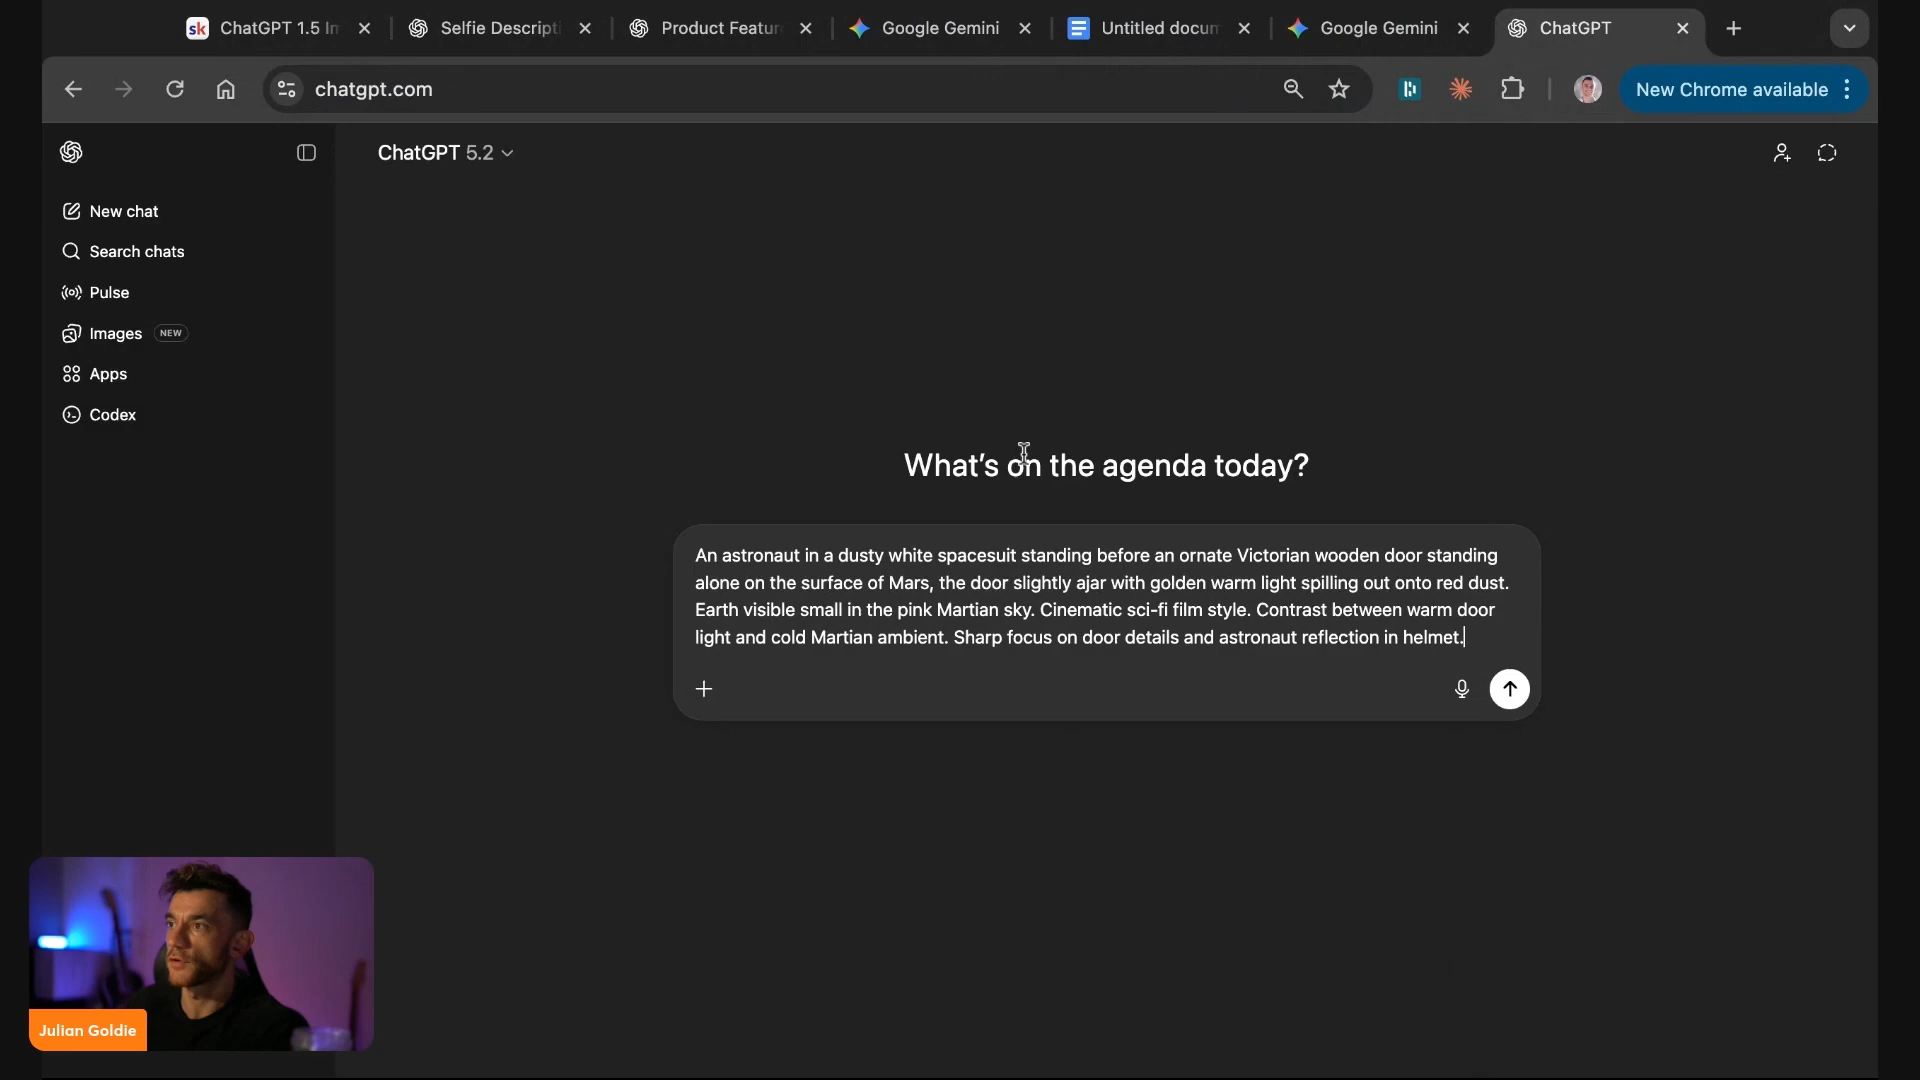 ChatGPT 1.5 Im
Selfie Descripti
Product Featur
Google Gemini
Untitled docum
Google Gemini
ChatGPT
chatgpt.com
New Chrome available
ChatGPT 5.2
New chat
Search chats
Pulse
Images NEW
Apps
Codex
What's on the agenda today?
An astronaut in a dusty white spacesuit standing before an ornate Victorian wooden door standing
alone on the surface of Mars, the door slightly ajar with golden warm light spilling out onto red dust.
Earth visible small in the pink Martian sky. Cinematic sci-fi film style. Contrast between warm door
light and cold Martian ambient. Sharp focus on door details and astronaut reflection in helmet.
Julian Goldie